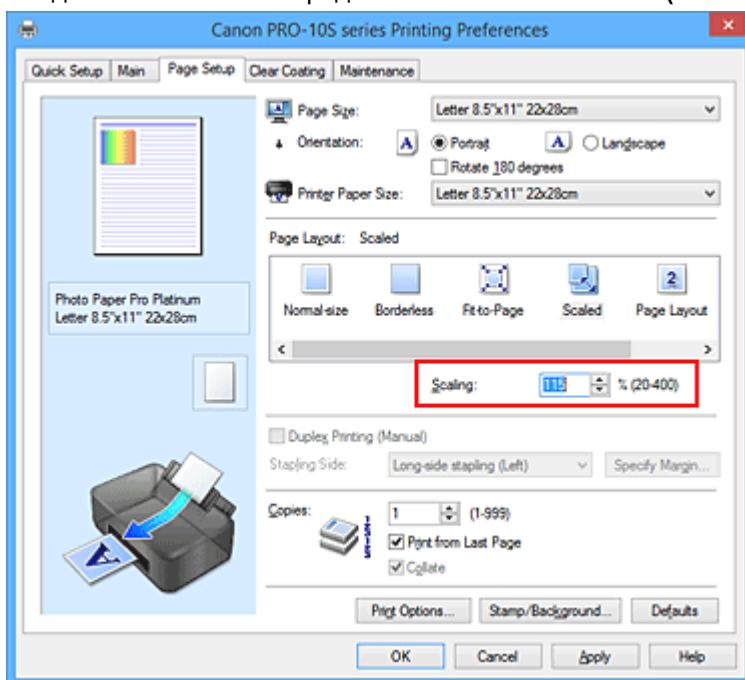 Canon PRO-10S series Printing Preferences
Quick Setup Main Page Setup Clear Coating Maintenance
Page Size: Letter 8.5"x11" 22x28cm
Orientation: A Portrait A Landscape
Rotate 180 degrees
Printer Paper Size: Letter 8.5"x11" 22x28cm
Page Layout: Scaled
Normal-size Borderless Fit-to-Page Scaled 2 Page Layout
Photo Paper Pro Platinum
Letter 8.5"x11" 22x28cm
Scaling: 115 % (20-400)
Duplex Printing (Manual)
Stapling Side: Long-side stapling (Left) Specify Margin...
Copies: 1 (1-999)
Print from Last Page
Collate
A
Print Options... Stamp/Background... Defaults
OK Cancel Apply Help